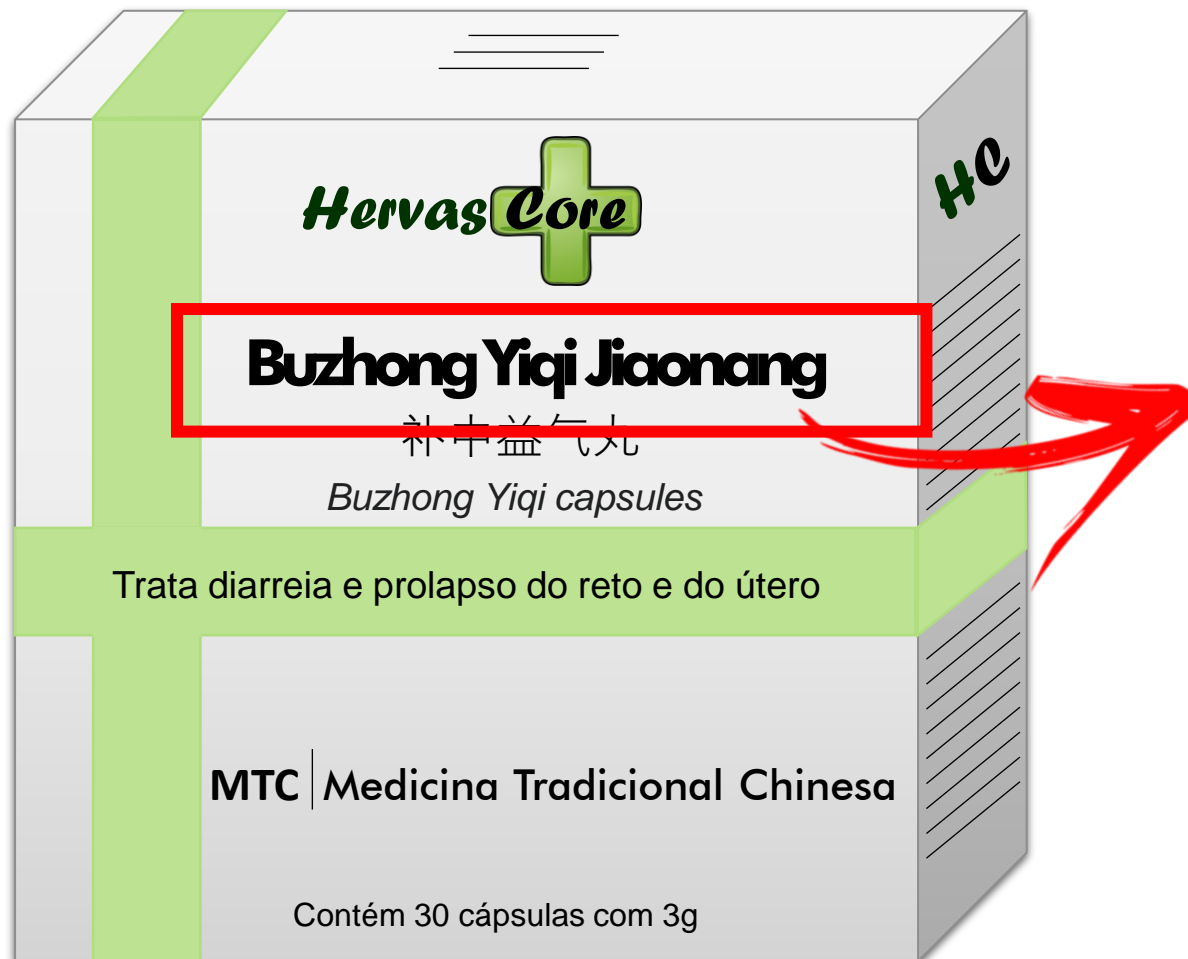 Hervas Core
HC
Buzhong Yiqi Jiaonang
补中益气丸
Buzhong Yiqi capsules
Trata diarreia e prolapso do reto e do útero
MTC | Medicina Tradicional Chinesa
Contém 30 cápsulas com 3g